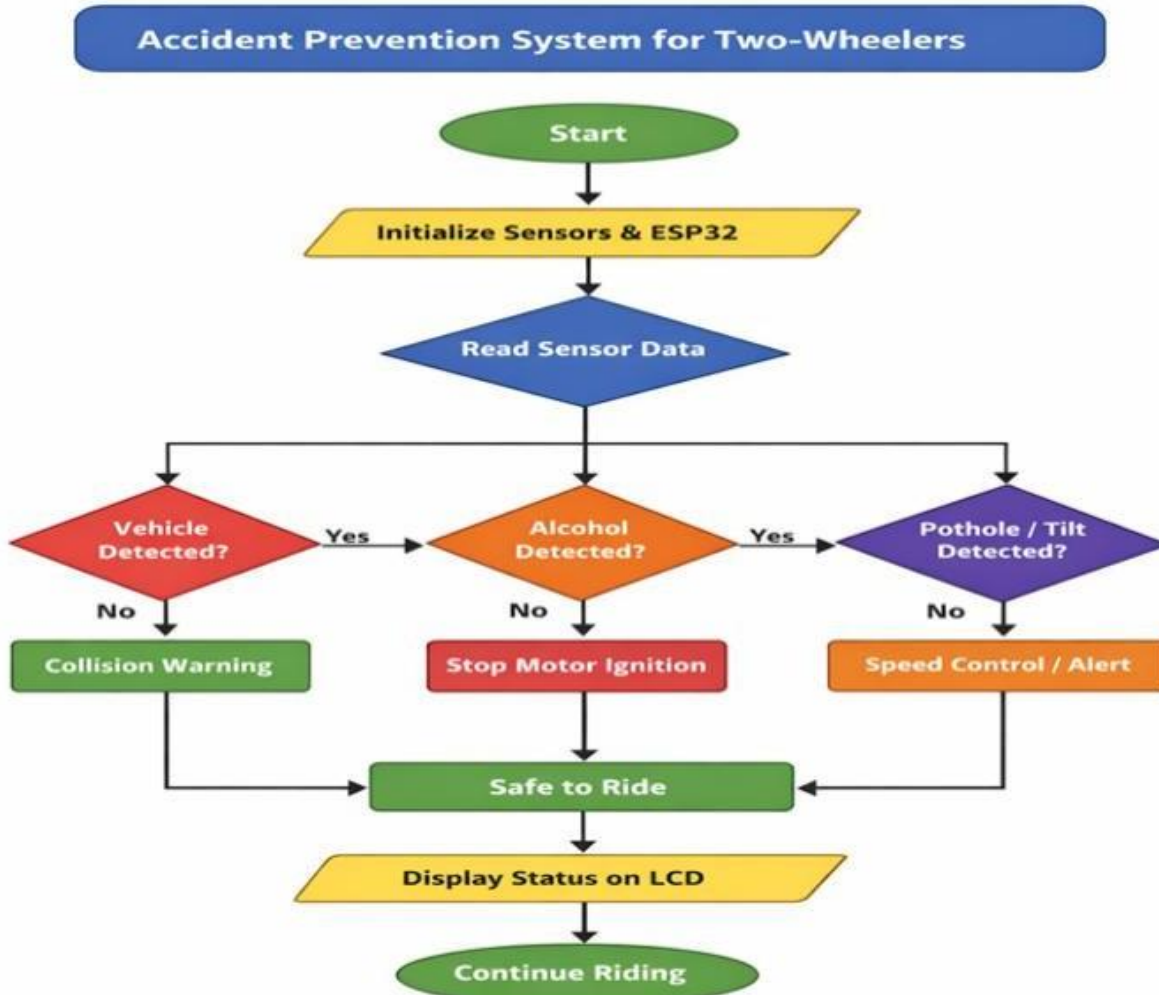 Accident Prevention System for Two-Wheelers
Start
Initialize Sensors & ESP32
Read Sensor Data
Vehicle
Detected?
Yes
Alcohol
Detected?
Yes
Pothole / Tilt
Detected?
No
No
No
Collision Warning
Stop Motor Ignition
Speed Control / Alert
Safe to Ride
Display Status on LCD
Continue Riding